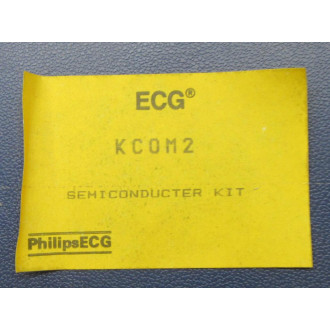 ECG®
KCOM2
SEMICONDUCTER KIT
PhilipsECG